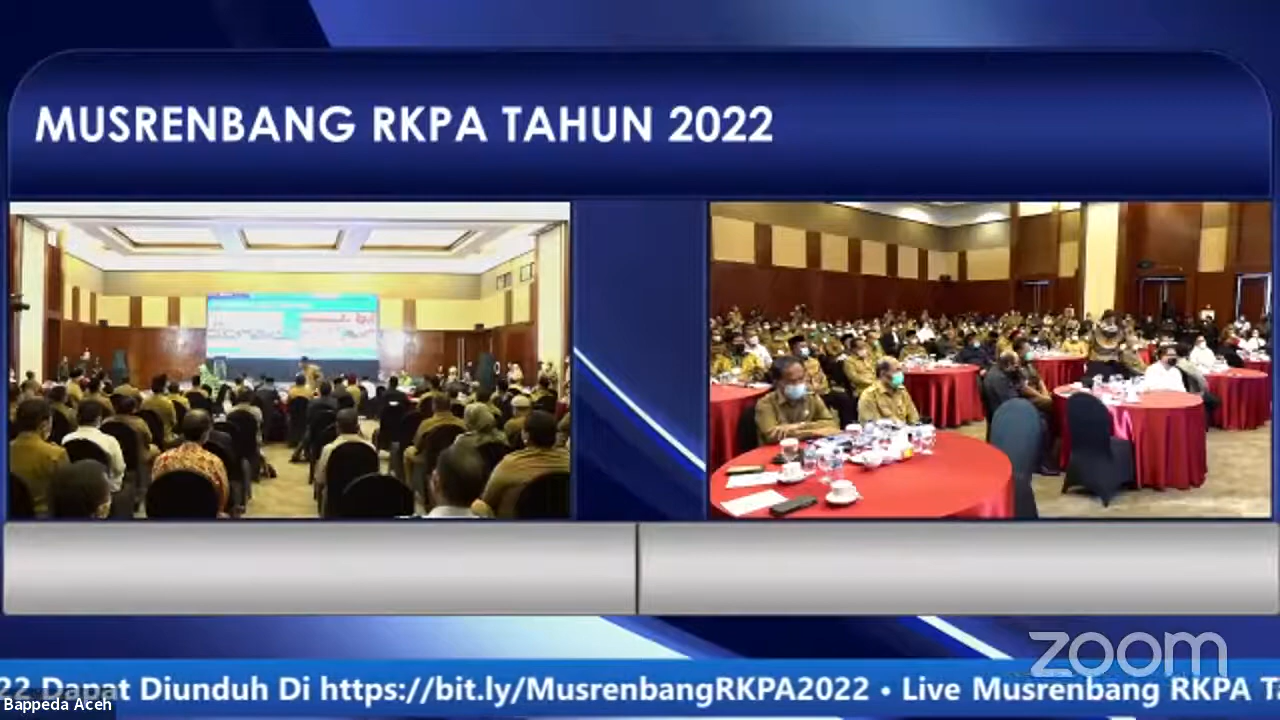 MUSRENBANG RKPA TAHUN 2022
zoom
22 Dapat Diunduh Di https://bit.ly/MusrenbangRKPA2022 • Live Musrenbang RKPA Ta
Bappeda Aceh